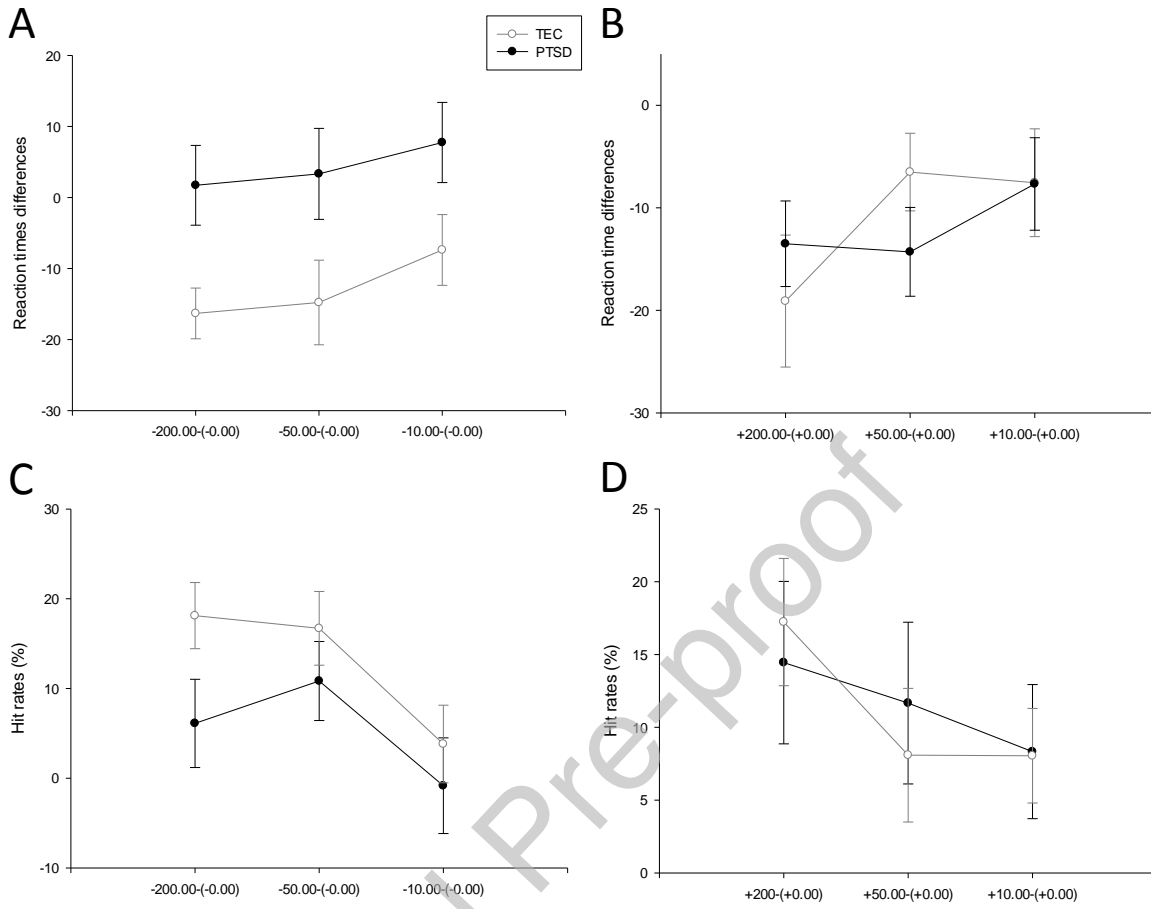 A
TEC
PTSD
20
10
0
-10
-20
-30
Reaction times differences
-200.00-(-0.00) -50.00-(-0.00) -10.00-(-0.00)
B
0
-10
-20
-30
Reaction time differences
+200.00-(+0.00) +50.00-(+0.00) +10.00-(+0.00)
C
30
20
10
0
-10
Hit rates (%)
-200.00-(-0.00) -50.00-(-0.00) -10.00-(-0.00)
D
25
20
15
10
5
0
Hit rates (%)
+200-(+0.00) +50.00-(+0.00) +10.00-(+0.00)
Pre-proof